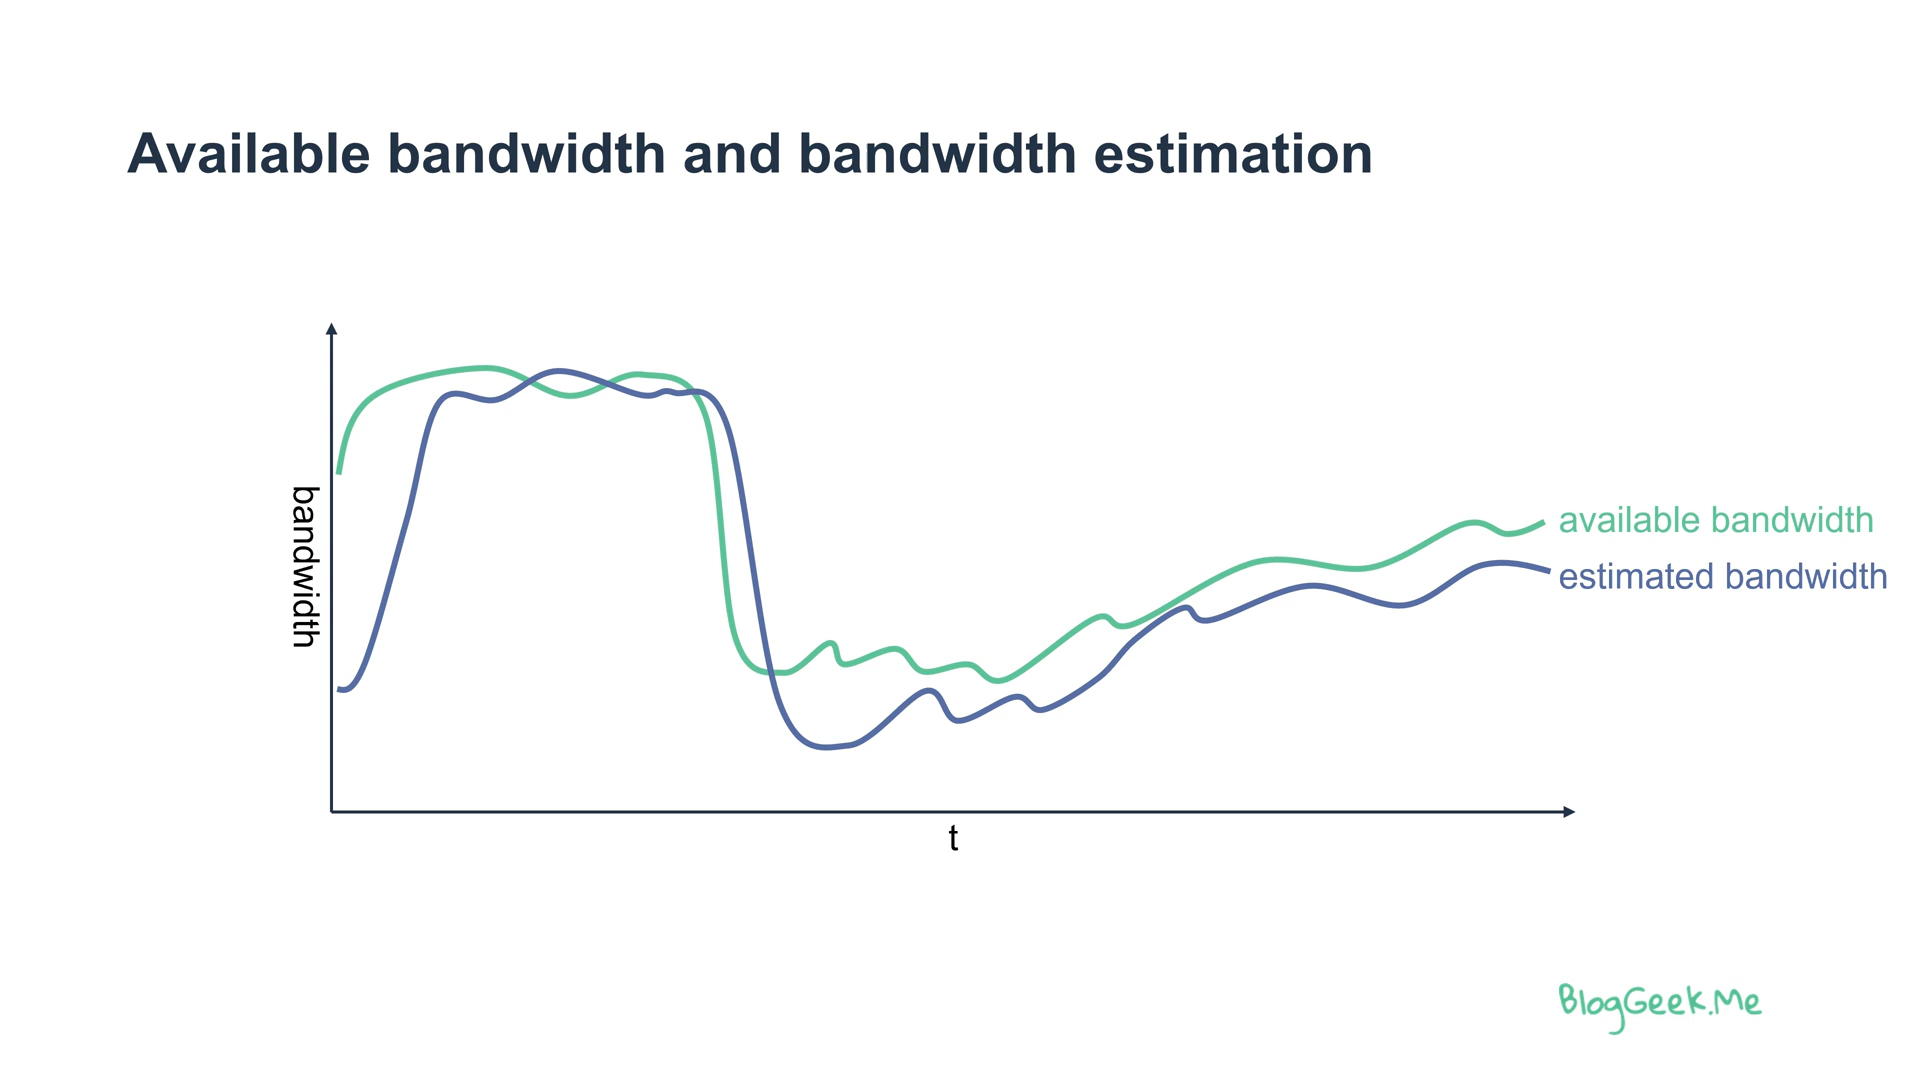 Available bandwidth and bandwidth estimation
bandwidth
available bandwidth
estimated bandwidth
t
BlogGeek.Me